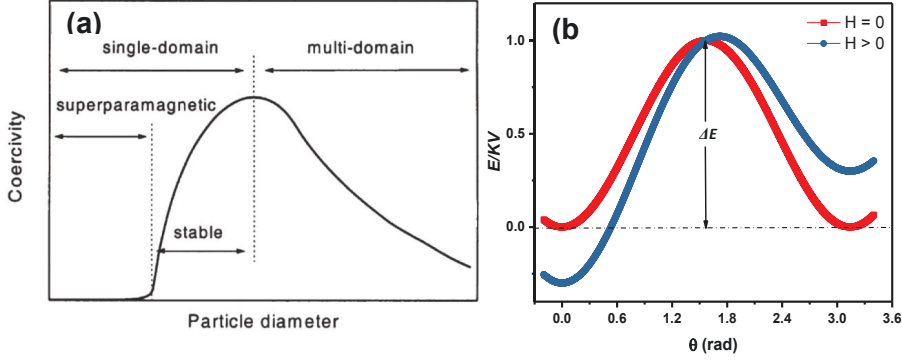 (a)
single-domain
multi-domain
superparamagnetic
stable
Coercivity
Particle diameter
(b)
H = 0
H > 0
1.0
0.5
0.0
E/KV
ΔE
0.0 0.6 1.2 1.8 2.4 3.0 3.6
θ (rad)